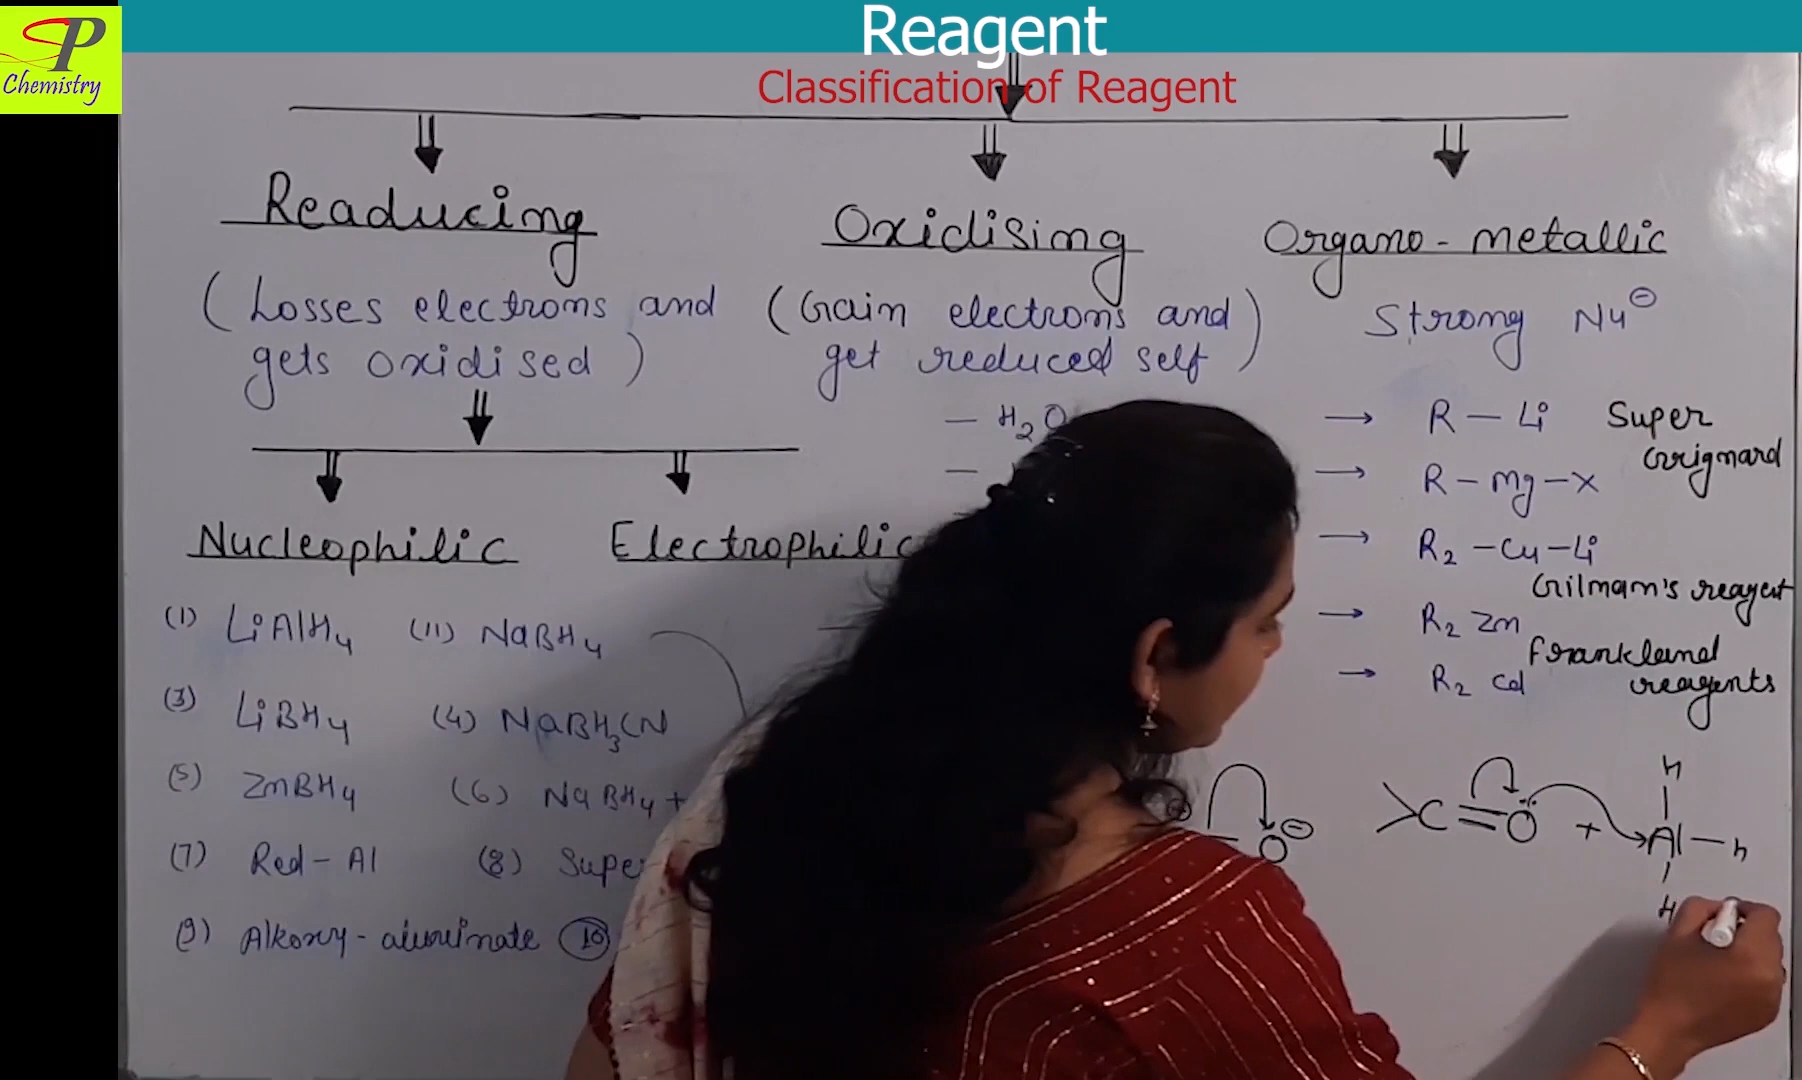 SP
Chemistry
Reagent
Classification of Reagent
Readucing
(Losses electrons and
gets oxidised)
Nucleophilic
(1) LiAlH4 (11) NaBH4
(3) LiBH4 (4) NaBH3CN
(5) ZnBH4 (6) NaBH4 +
(7) Red-Al (8) Supe
(9) Alkoxy-aluminate (10)
Electrophilic
Oxidising
(Gain electrons and
get reduced self)
- H2O
Organo-metallic
Strong Nu⊖
→ R-Li Super
Grignard
→ R-Mg-X
→ R2-Cu-Li
Gilmam's reagent
→ R2 Zn
Frankland
→ R2 Cd reagents
⊕ O⊖
>C=O: + Al-H
H
H